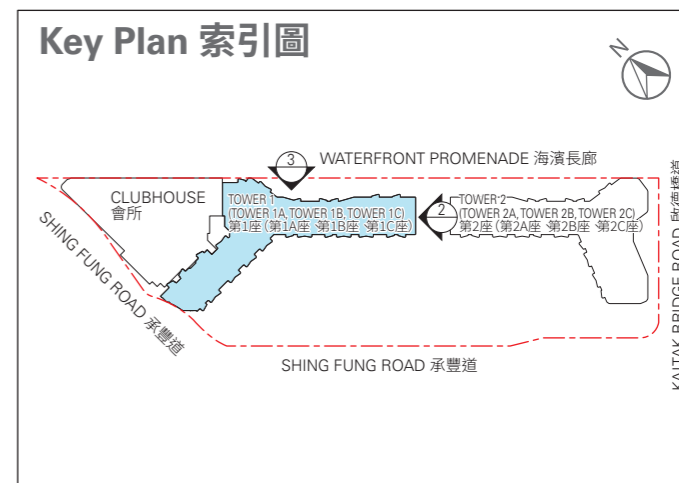 Key Plan 索引圖
N
3
WATERFRONT PROMENADE 海濱長廊
CLUBHOUSE
會所
TOWER 1
(TOWER 1A, TOWER 1B, TOWER 1C)
第1座 (第1A座、第1B座、第1C座)
2
TOWER 2
(TOWER 2A, TOWER 2B, TOWER 2C)
第2座 (第2A座、第2B座、第2C座)
SHING FUNG ROAD 承豐道
SHING FUNG ROAD 承豐道
KAITAK BRIDGE ROAD 啟德橋道